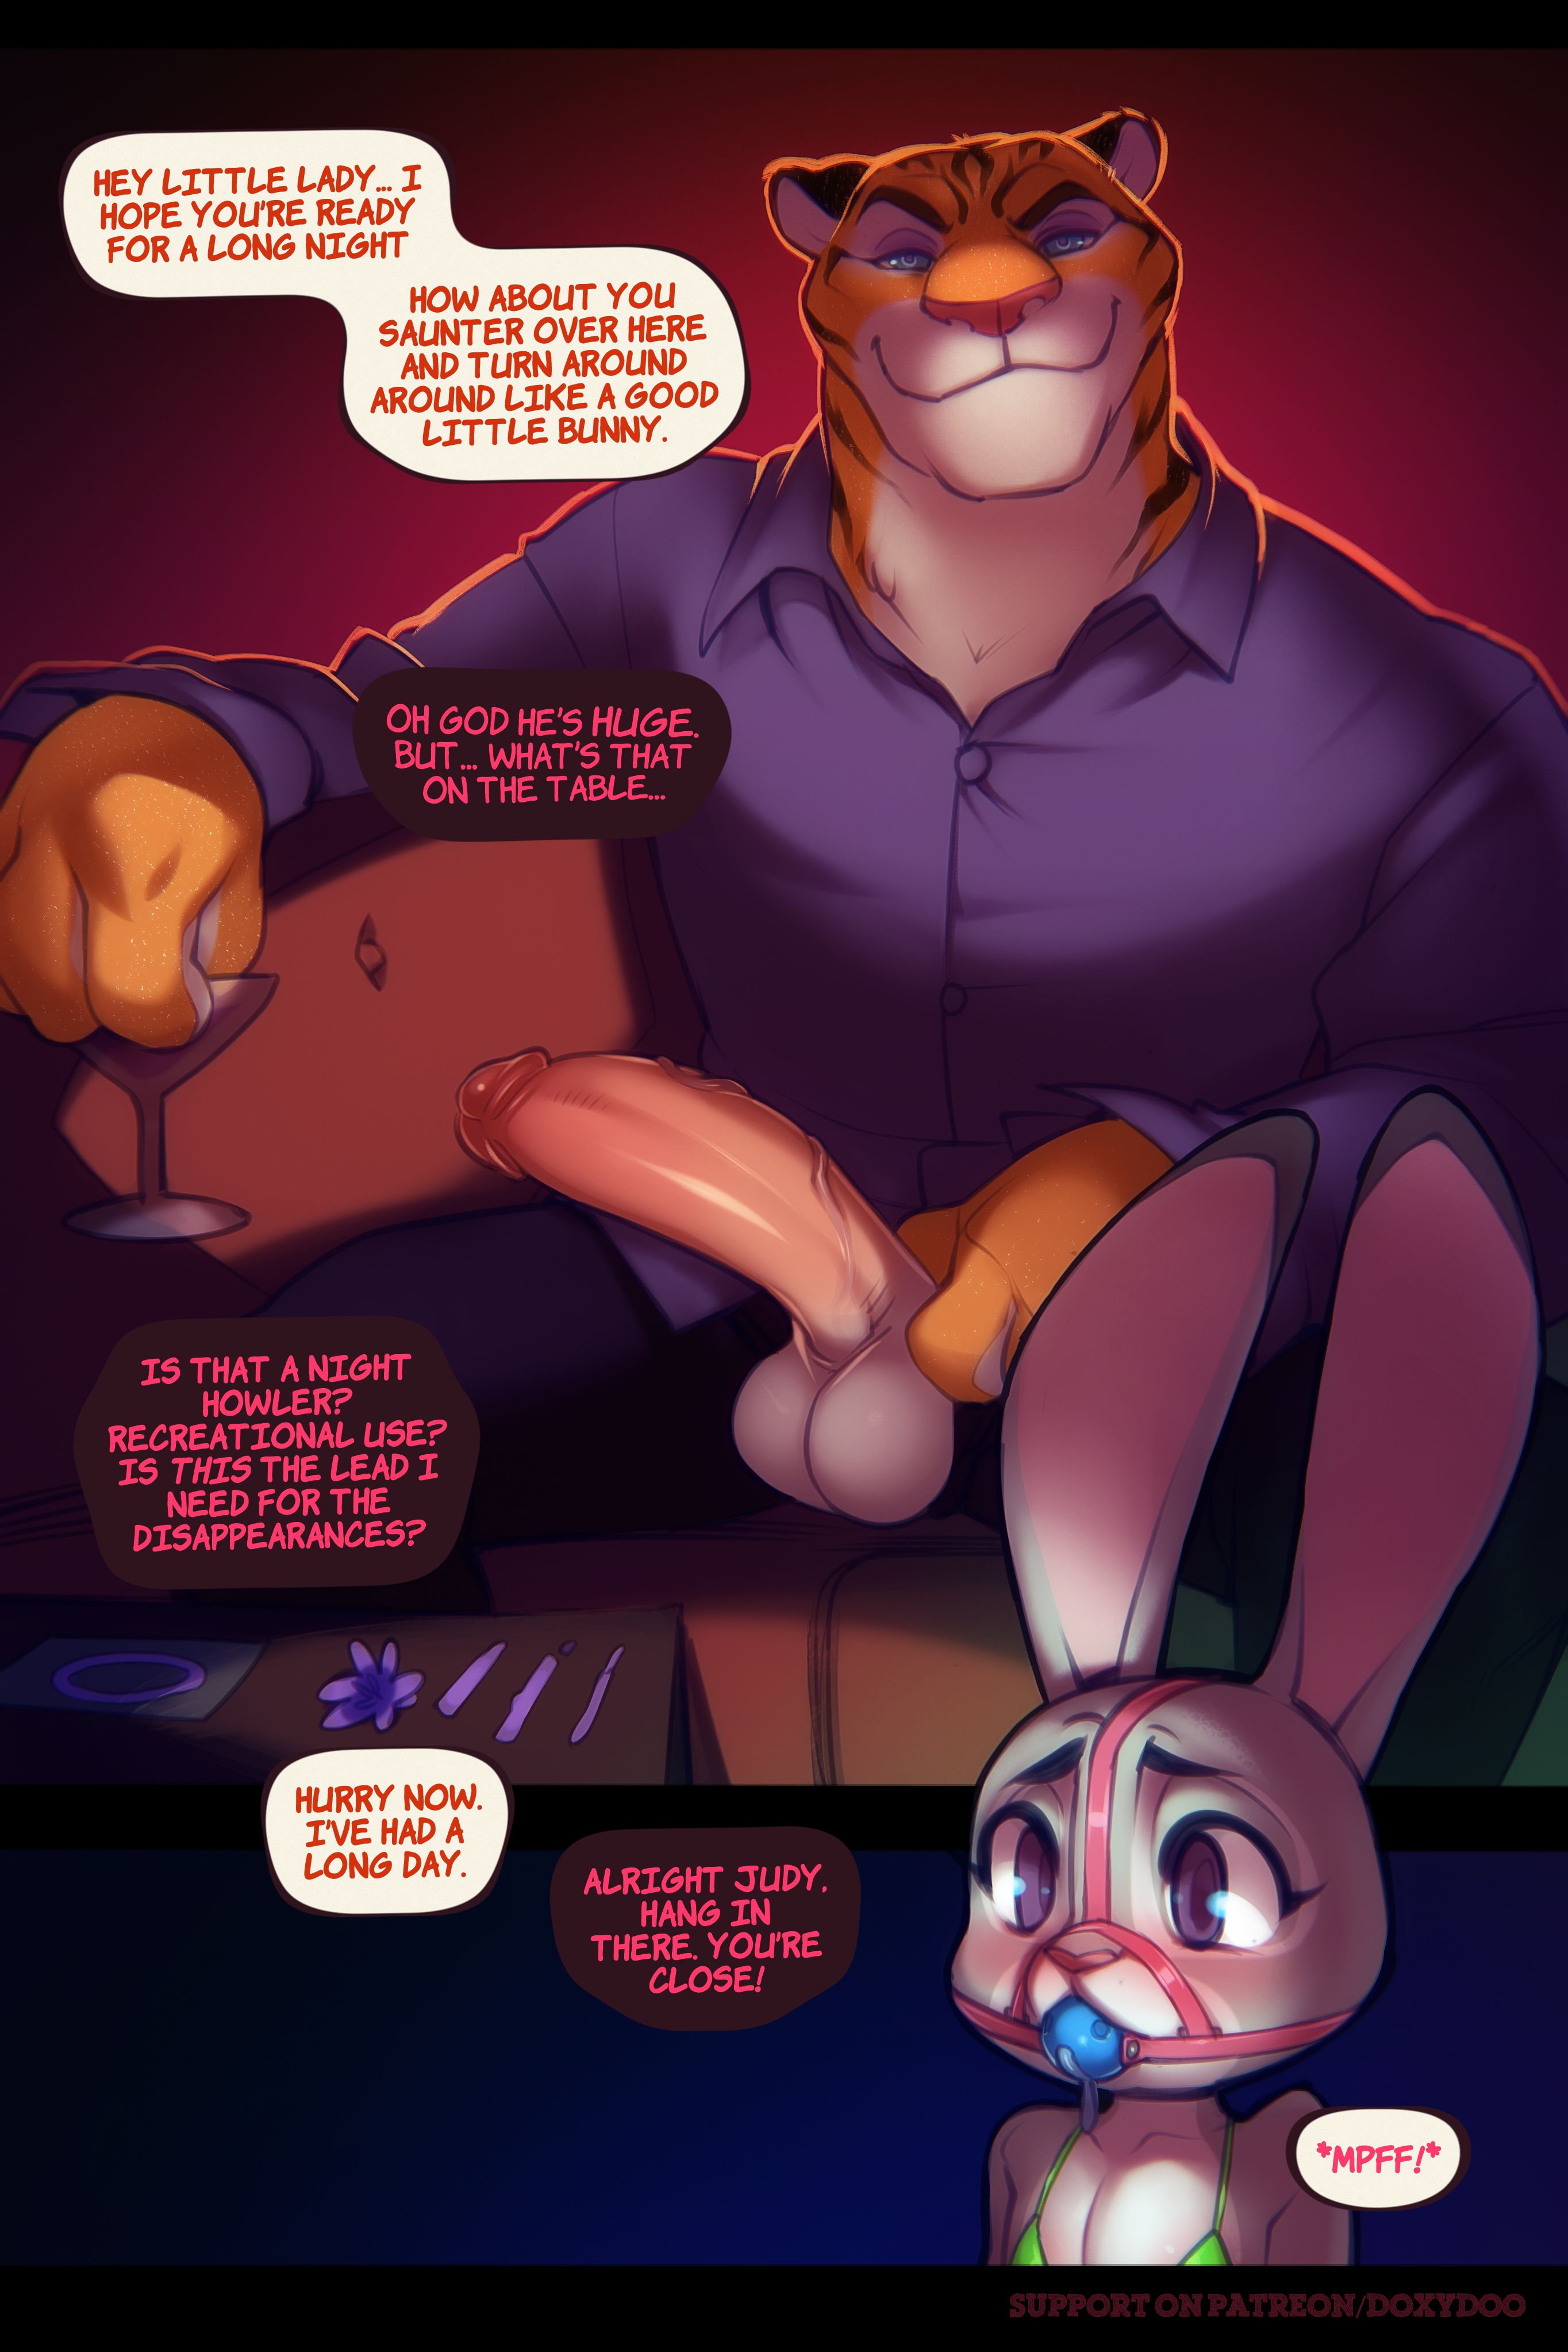 HEY LITTLE LADY... I
HOPE YOU'RE READY
FOR A LONG NIGHT
HOW ABOUT YOU
SAUNTER OVER HERE
AND TURN AROUND
AROUND LIKE A GOOD
LITTLE BUNNY.
OH GOD HE'S HUGE.
BUT... WHAT'S THAT
ON THE TABLE...
IS THAT A NIGHT
HOWLER?
RECREATIONAL USE?
IS THIS THE LEAD I
NEED FOR THE
DISAPPEARANCES?
HURRY NOW.
I'VE HAD A
LONG DAY.
ALRIGHT JUDY,
HANG IN
THERE. YOU'RE
CLOSE!
*MPFF!*
SUPPORT ON PATREON/DOXYDOO